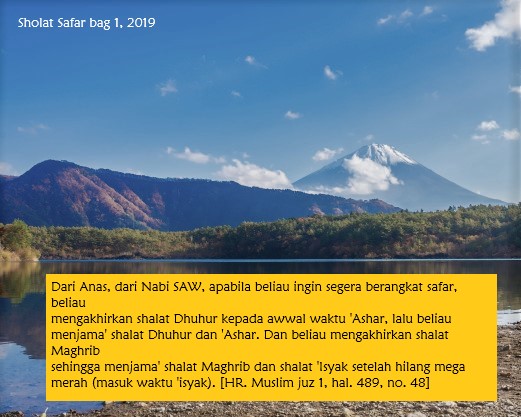 Sholat Safar bag 1, 2019
Dari Anas, dari Nabi SAW, apabila beliau ingin segera berangkat safar,
beliau
mengakhirkan shalat Dhuhur kepada awwal waktu 'Ashar, lalu beliau
menjama' shalat Dhuhur dan 'Ashar. Dan beliau mengakhirkan shalat
Maghrib
sehingga menjama' shalat Maghrib dan shalat 'Isyak setelah hilang mega
merah (masuk waktu 'isyak). [HR. Muslim juz 1, hal. 489, no. 48]